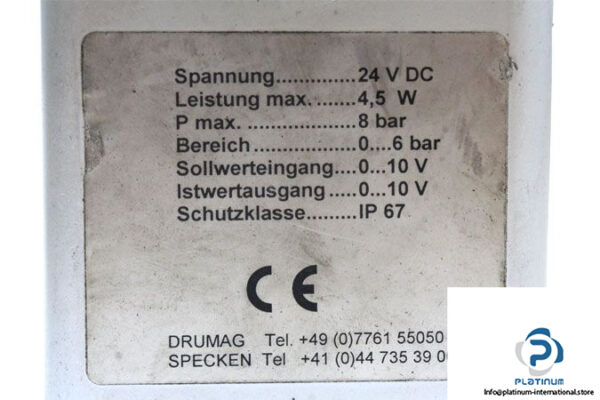 Spannung..............24 V DC
Leistung max. .......4,5 W
P max. ...................8 bar
Bereich ..................0....6 bar
Sollwerteingang....0...10 V
Istwertausgang .....0...10 V
Schutzklasse.........IP 67
CE
DRUMAG Tel. +49 (0)7761 55050
SPECKEN Tel +41 (0)44 735 39
PLATINUM
Info@platinum-international.store